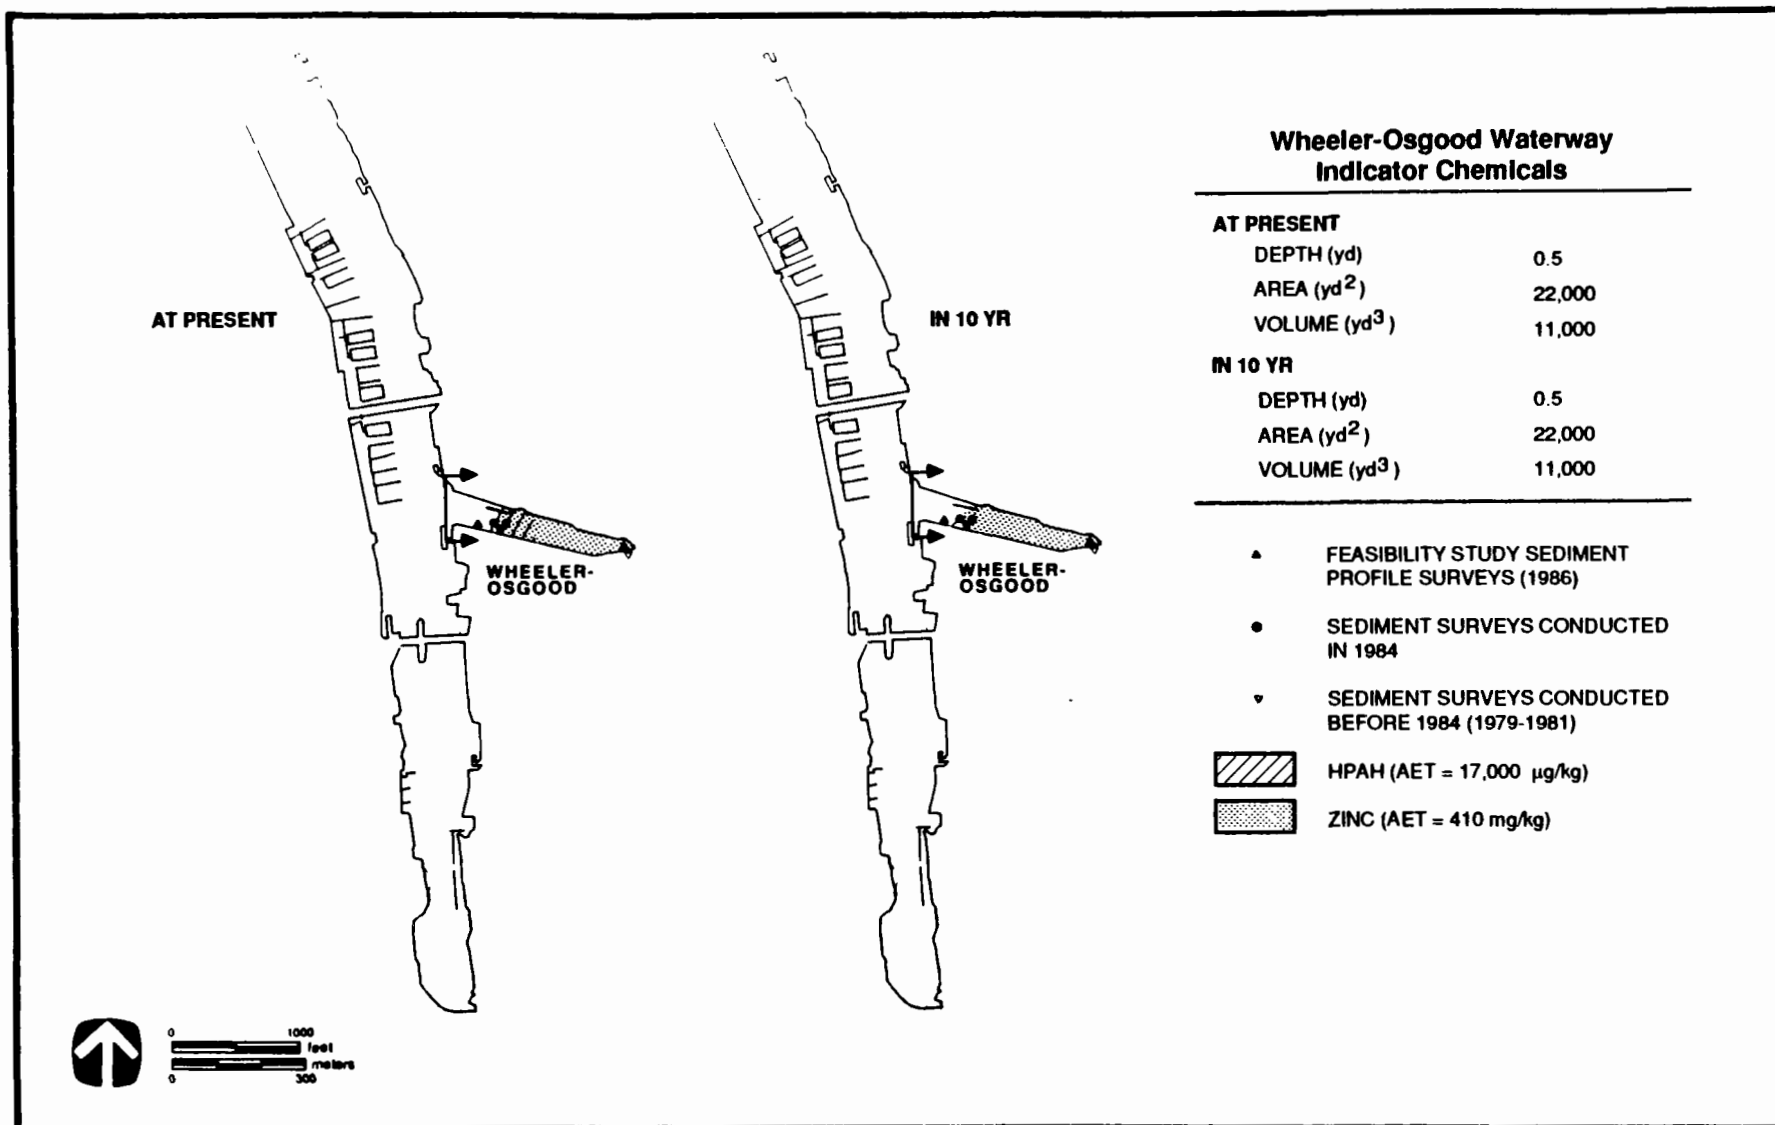 Wheeler-Osgood Waterway
Indicator Chemicals
AT PRESENT
DEPTH (yd) 0.5
AREA (yd2) 22,000
VOLUME (yd3) 11,000
IN 10 YR
DEPTH (yd) 0.5
AREA (yd2) 22,000
VOLUME (yd3) 11,000
AT PRESENT
IN 10 YR
WHEELER-
OSGOOD
WHEELER-
OSGOOD
FEASIBILITY STUDY SEDIMENT
PROFILE SURVEYS (1986)
SEDIMENT SURVEYS CONDUCTED
IN 1984
SEDIMENT SURVEYS CONDUCTED
BEFORE 1984 (1979-1981)
HPAH (AET = 17,000 µg/kg)
ZINC (AET = 410 mg/kg)
0 1000
feet
meters
0 300